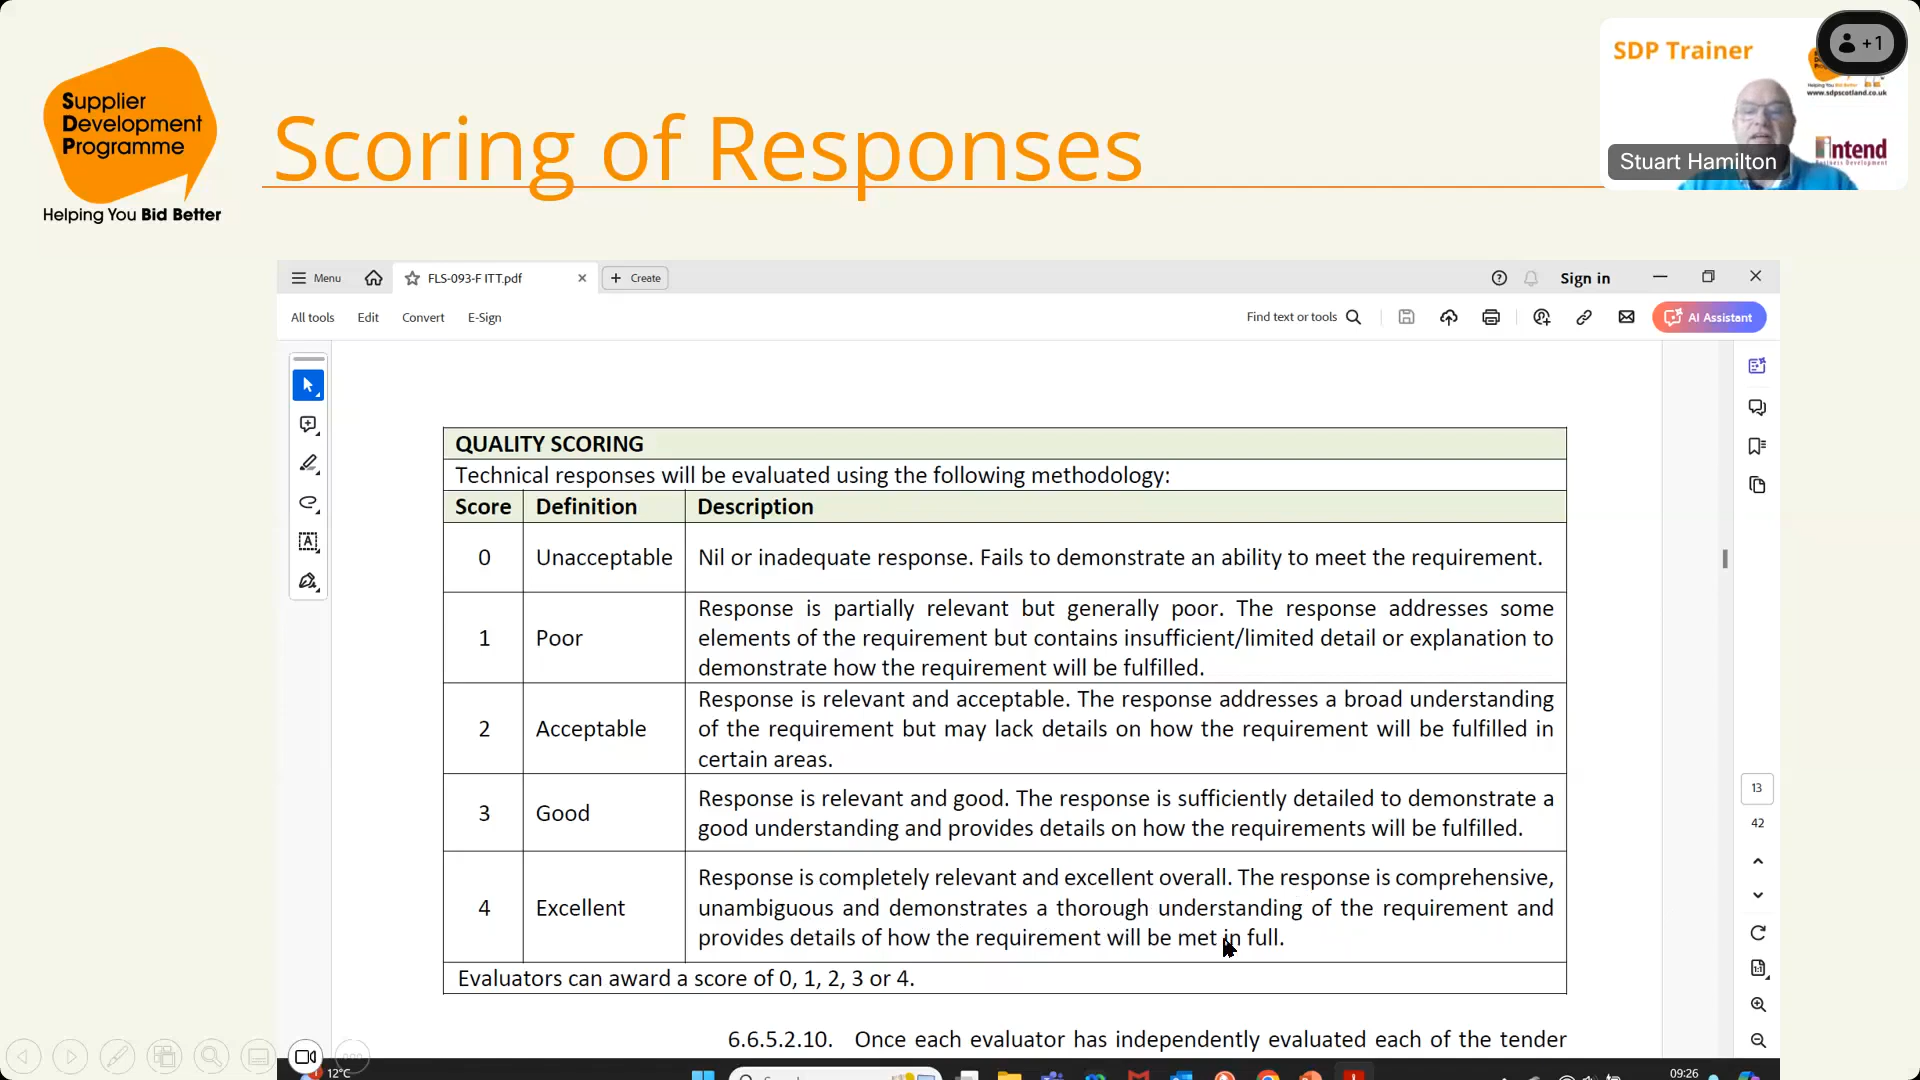 Supplier
Development
Programme
Helping You Bid Better
Scoring of Responses
SDP Trainer
+1
www.sdpscotland.co.uk
intend
Stuart Hamilton
Menu
FLS-093-F ITT.pdf
Create
Sign in
All tools
Edit
Convert
E-Sign
Find text or tools
AI Assistant
QUALITY SCORING
Technical responses will be evaluated using the following methodology:
Score Definition Description
0 Unacceptable Nil or inadequate response. Fails to demonstrate an ability to meet the requirement.
1 Poor Response is partially relevant but generally poor. The response addresses some
elements of the requirement but contains insufficient/limited detail or explanation to
demonstrate how the requirement will be fulfilled.
2 Acceptable Response is relevant and acceptable. The response addresses a broad understanding
of the requirement but may lack details on how the requirement will be fulfilled in
certain areas.
3 Good Response is relevant and good. The response is sufficiently detailed to demonstrate a
good understanding and provides details on how the requirements will be fulfilled.
4 Excellent Response is completely relevant and excellent overall. The response is comprehensive,
unambiguous and demonstrates a thorough understanding of the requirement and
provides details of how the requirement will be met in full.
Evaluators can award a score of 0, 1, 2, 3 or 4.
6.6.5.2.10. Once each evaluator has independently evaluated each of the tender
13
42
12°C
09:26